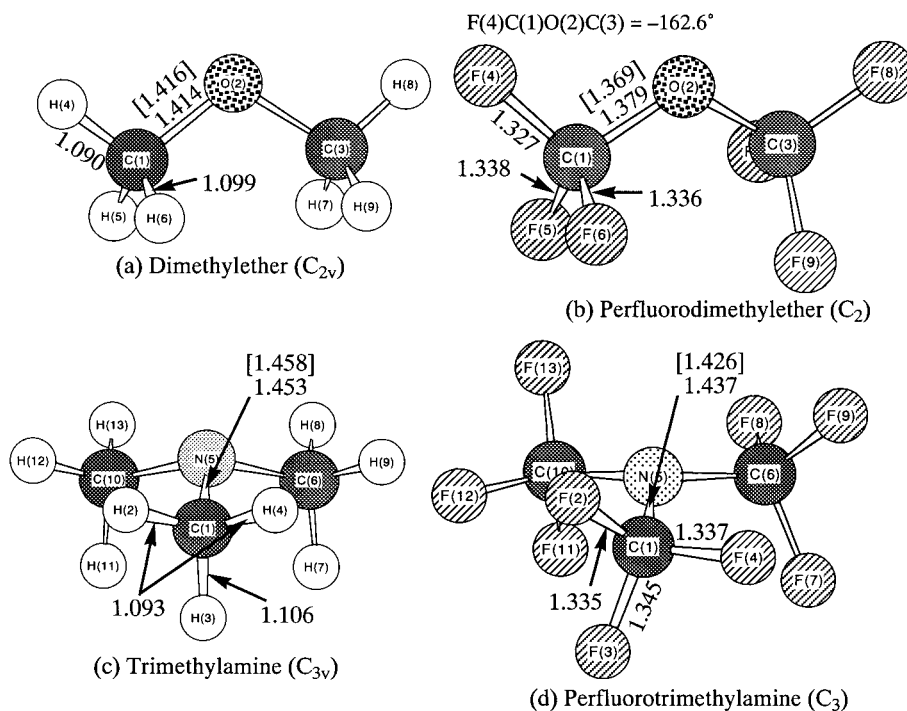 F(4)C(1)O(2)C(3) = –162.6°
H(4)
[1.416]
1.414
O(2)
H(8)
1.090
C(1)
C(3)
1.099
H(5)
H(6)
H(7)
H(9)
(a) Dimethylether (C2v)
F(4)
[1.369]
1.379
O(2)
F(8)
1.327
C(1)
C(3)
1.338
1.336
F(5)
F(6)
F(9)
(b) Perfluorodimethylether (C2)
[1.458]
1.453
H(13)
N(5)
H(8)
H(12)
C(10)
C(6)
H(9)
H(2)
C(1)
H(4)
H(11)
H(7)
1.093
H(3)
1.106
(c) Trimethylamine (C3v)
F(13)
[1.426]
1.437
F(8)
F(9)
C(10)
N(5)
C(6)
F(12)
F(2)
C(1)
1.337
F(4)
F(11)
F(7)
1.335
1.345
F(3)
(d) Perfluorotrimethylamine (C3)